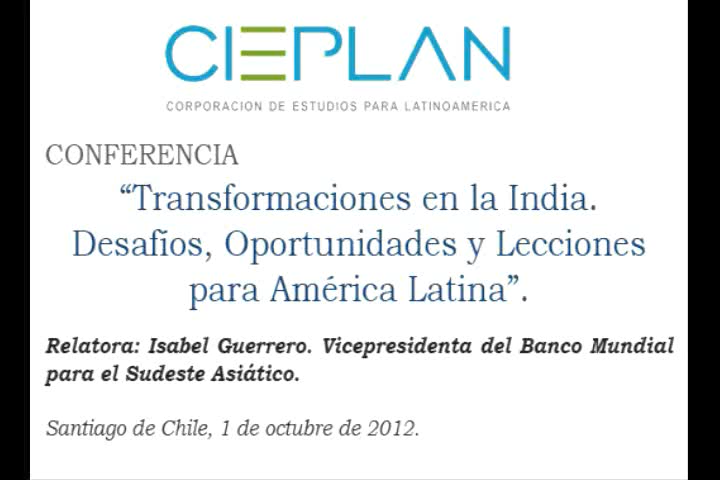 CIEPLAN
CORPORACION DE ESTUDIOS PARA LATINOAMERICA
CONFERENCIA
“Transformaciones en la India.
Desafios, Oportunidades y Lecciones
para América Latina”.
Relatora: Isabel Guerrero. Vicepresidenta del Banco Mundial
para el Sudeste Asiático.
Santiago de Chile, 1 de octubre de 2012.